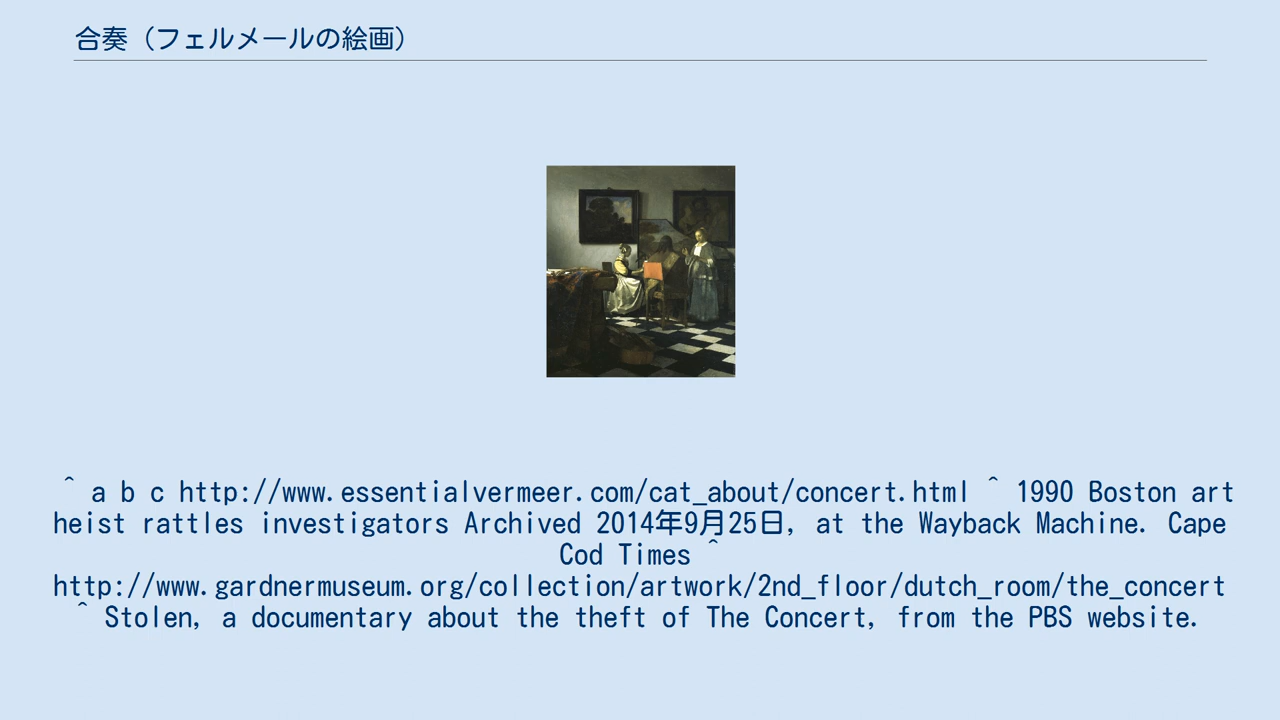 合奏（フェルメールの絵画）
^ a b c http://www.essentialvermeer.com/cat_about/concert.html ^ 1990 Boston art
heist rattles investigators Archived 2014年9月25日, at the Wayback Machine. Cape
Cod Times ^
http://www.gardnermuseum.org/collection/artwork/2nd_floor/dutch_room/the_concert
^ Stolen, a documentary about the theft of The Concert, from the PBS website.